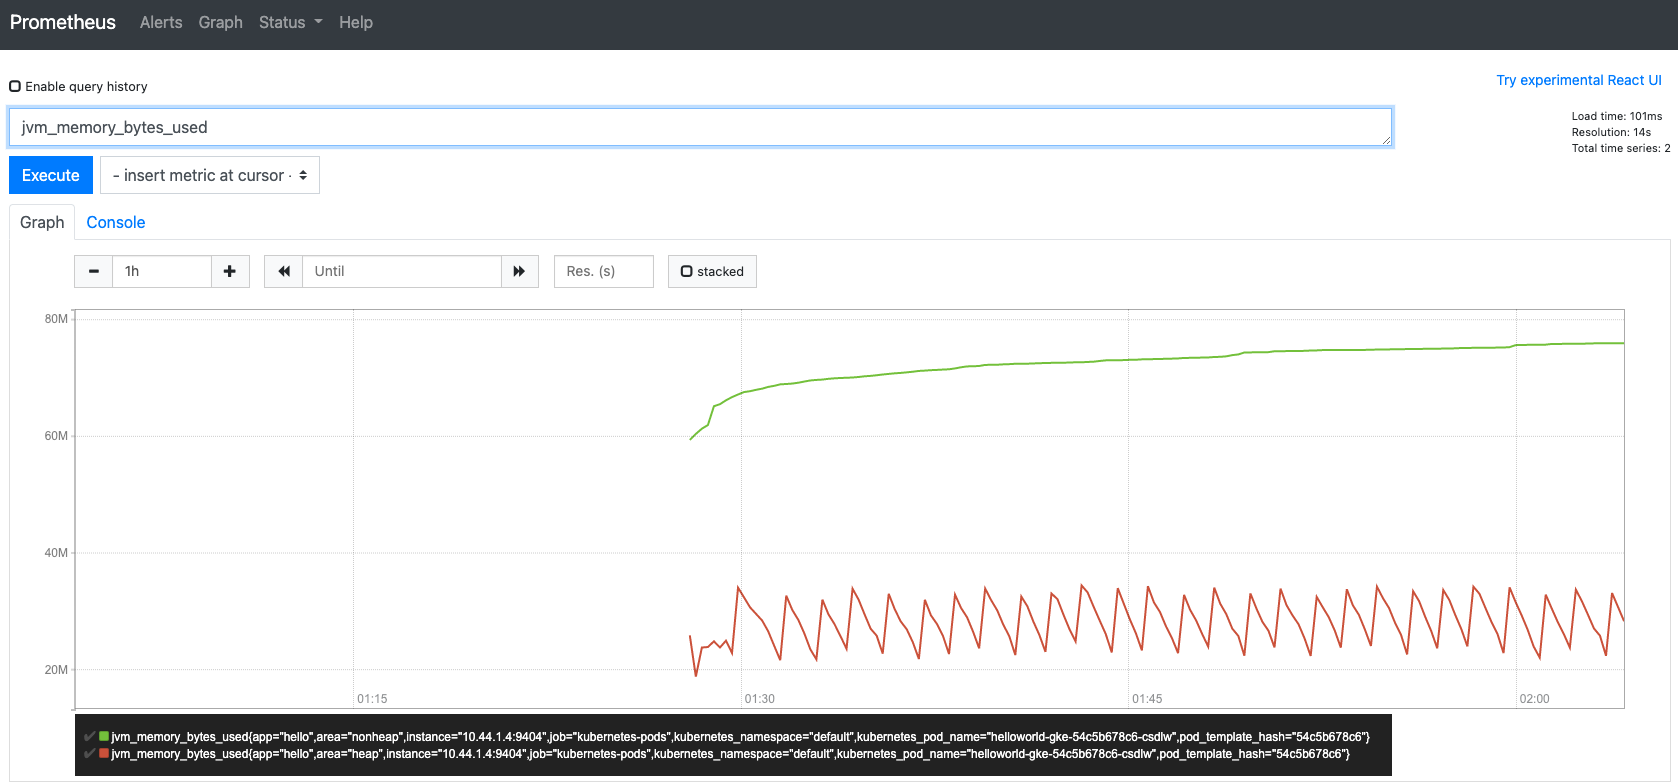 Prometheus Alerts Graph Status Help
Enable query history
Try experimental React UI
jvm_memory_bytes_used
Load time: 101ms
Resolution: 14s
Total time series: 2
Execute - insert metric at cursor -
Graph Console
1h Until Res. (s) stacked
80M
60M
40M
20M
01:15 01:30 01:45 02:00
jvm_memory_bytes_used{app="hello",area="nonheap",instance="10.44.1.4:9404",job="kubernetes-pods",kubernetes_namespace="default",kubernetes_pod_name="helloworld-gke-54c5b678c6-csdlw",pod_template_hash="54c5b678c6"}
jvm_memory_bytes_used{app="hello",area="heap",instance="10.44.1.4:9404",job="kubernetes-pods",kubernetes_namespace="default",kubernetes_pod_name="helloworld-gke-54c5b678c6-csdlw",pod_template_hash="54c5b678c6"}